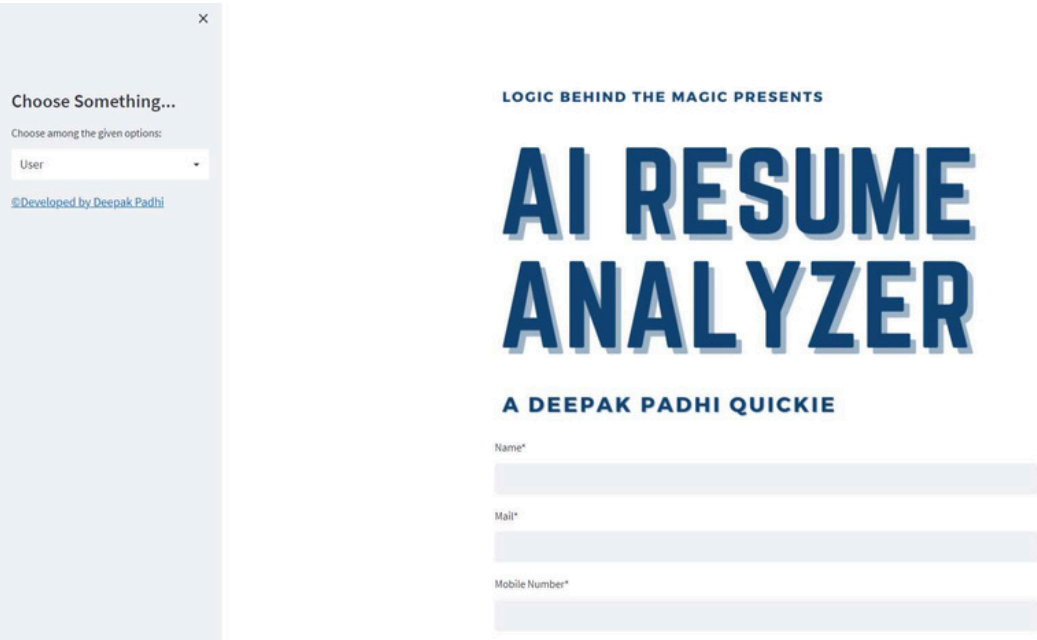 ×
Choose Something...
Choose among the given options:
User
©Developed by Deepak Padhi
LOGIC BEHIND THE MAGIC PRESENTS
AI RESUME
ANALYZER
A DEEPAK PADHI QUICKIE
Name*
Mail*
Mobile Number*